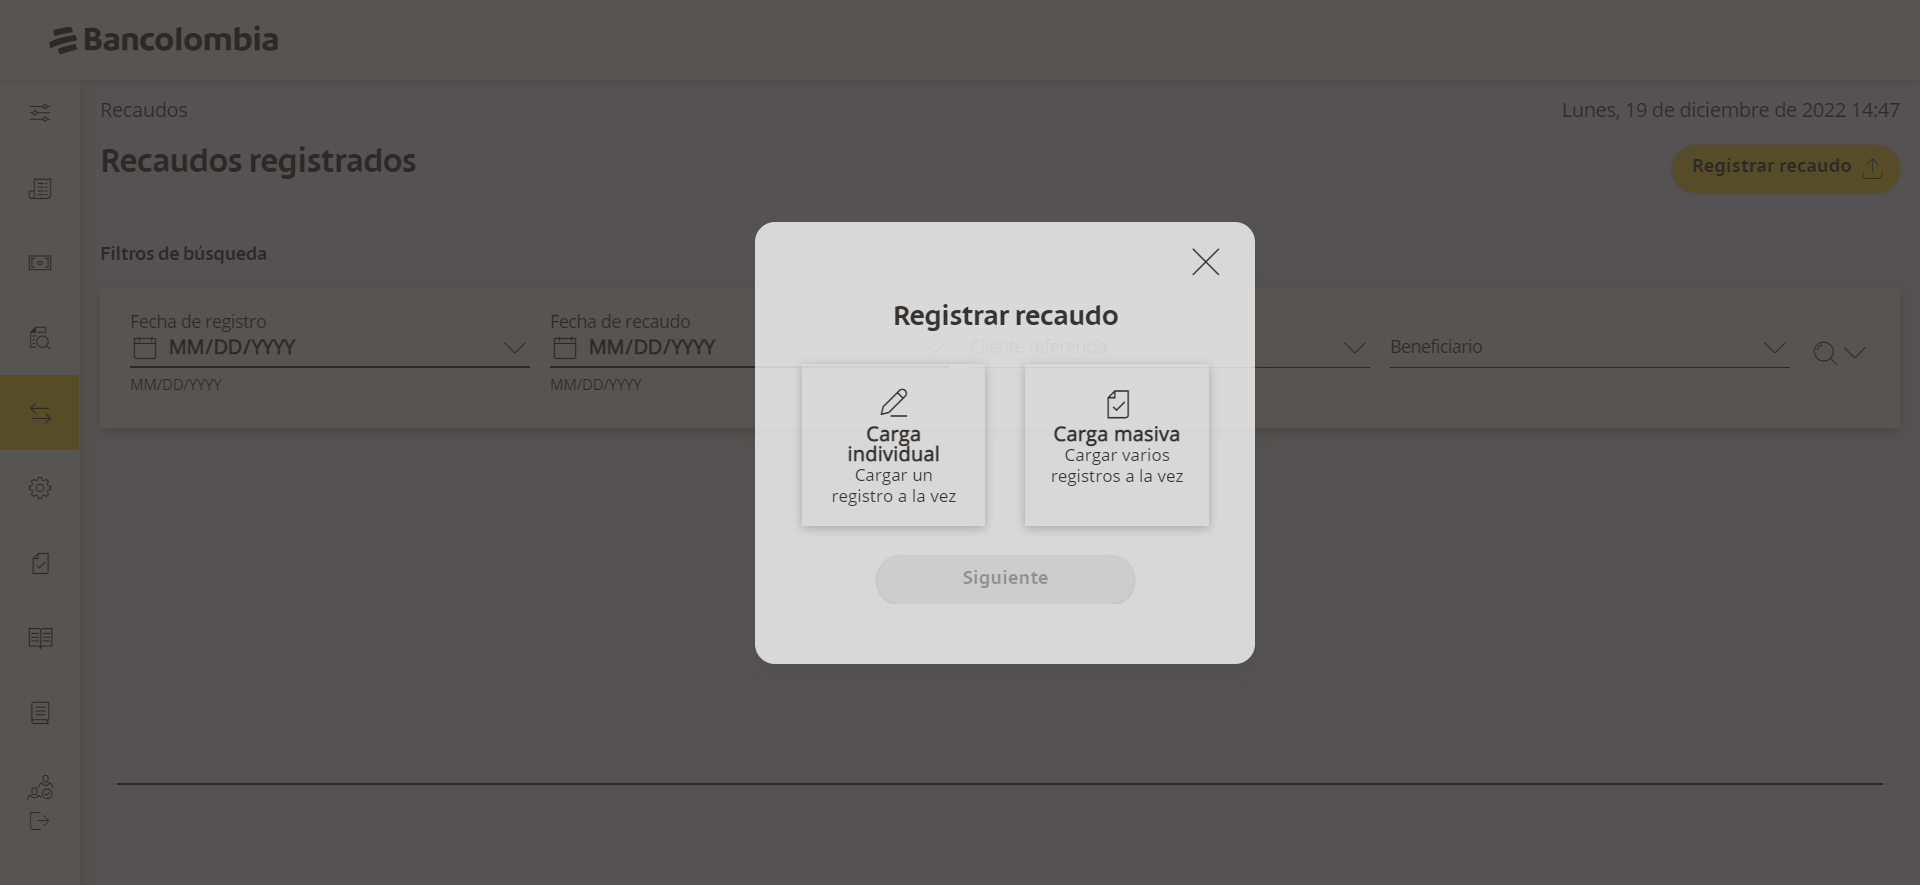 Bancolombia
Recaudos
Lunes, 19 de diciembre de 2022 14:47
Recaudos registrados
Registrar recaudo
Filtros de búsqueda
Fecha de registro
MM/DD/YYYY
MM/DD/YYYY
Fecha de recaudo
MM/DD/YYYY
MM/DD/YYYY
Cliente referencia
Beneficiario
Registrar recaudo
Carga
individual
Cargar un
registro a la vez
Carga masiva
Cargar varios
registros a la vez
Siguiente